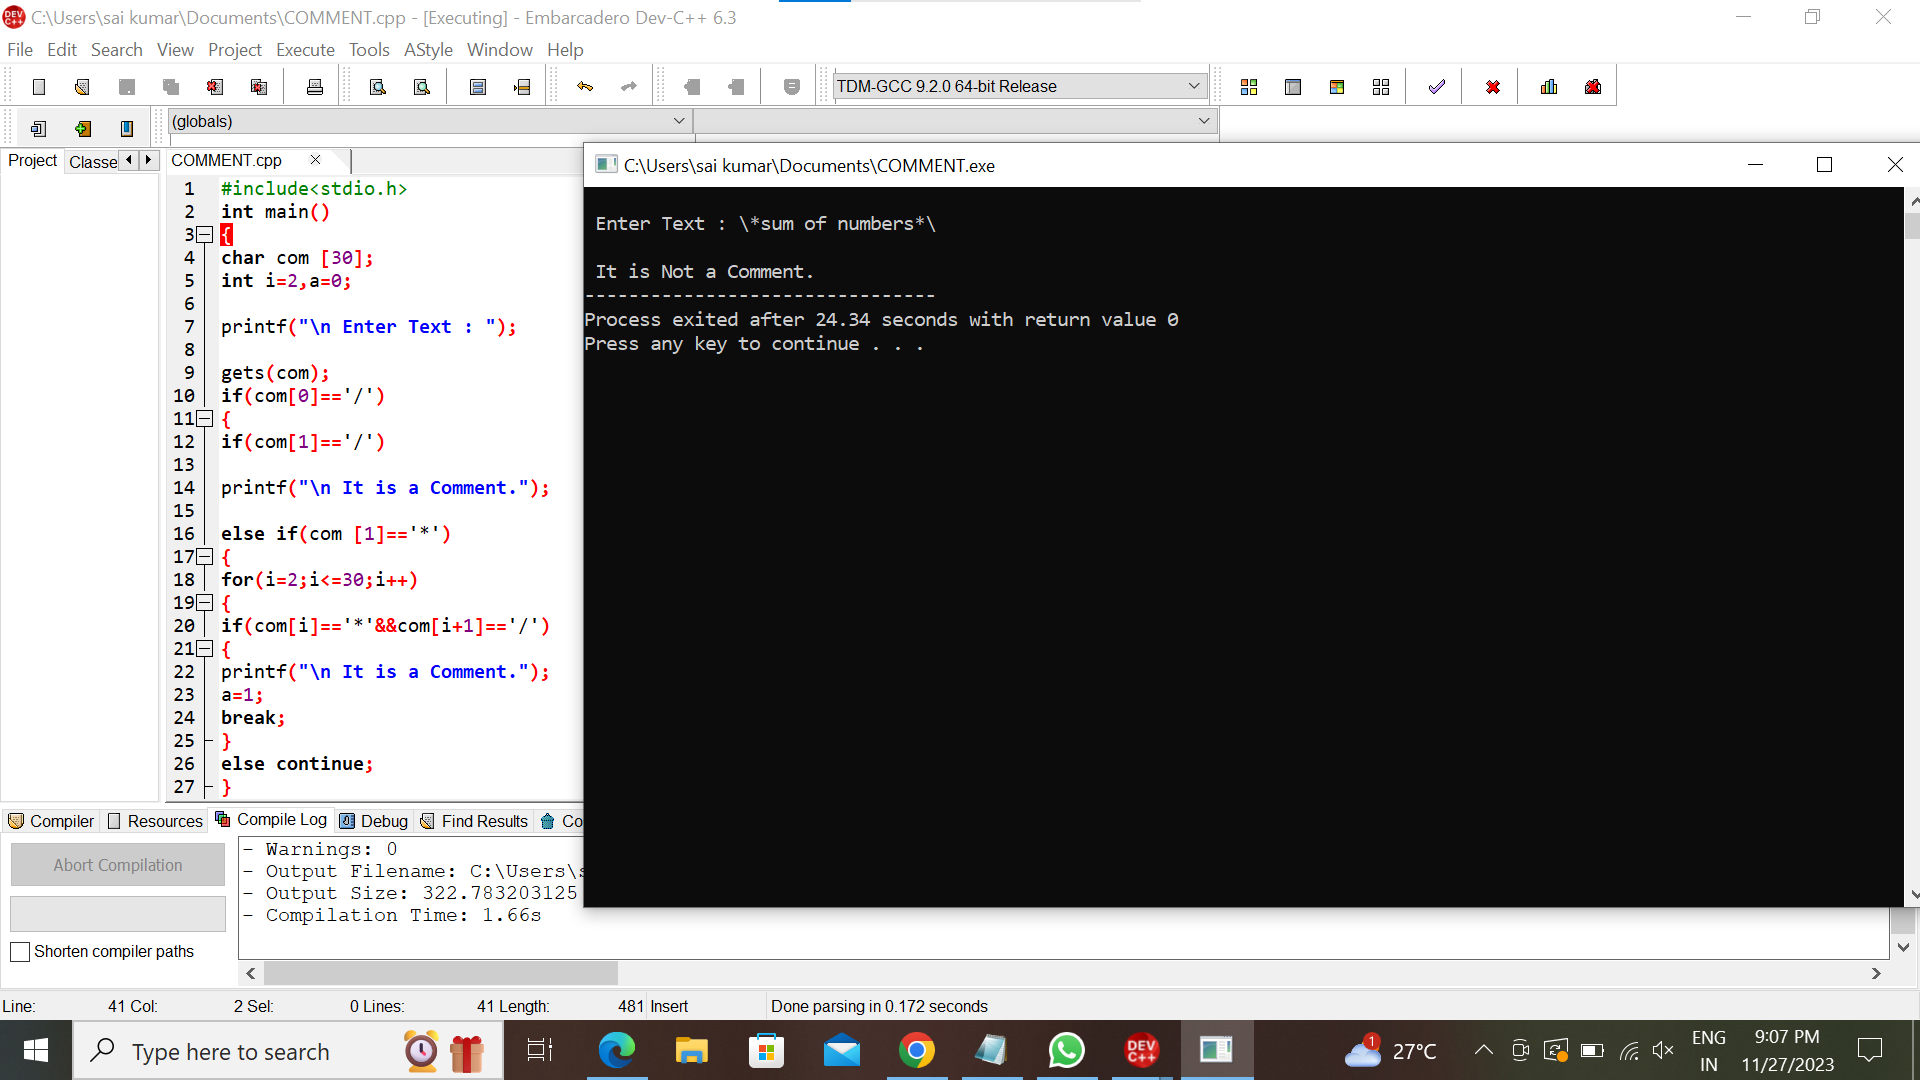 C:\Users\sai kumar\Documents\COMMENT.cpp - [Executing] - Embarcadero Dev-C++ 6.3
File Edit Search View Project Execute Tools AStyle Window Help
TDM-GCC 9.2.0 64-bit Release
(globals)
Project Classe COMMENT.cpp
C:\Users\sai kumar\Documents\COMMENT.exe
1 #include<stdio.h>
2 int main()
3 {
4 char com [30];
5 int i=2,a=0;
6
7 printf("\n Enter Text : ");
8
9 gets(com);
10 if(com[0]=='/')
11 {
12 if(com[1]=='/')
13
14 printf("\n It is a Comment.");
15
16 else if(com [1]=='*')
17 {
18 for(i=2;i<=30;i++)
19 {
20 if(com[i]=='*'&&com[i+1]=='/')
21 {
22 printf("\n It is a Comment.");
23 a=1;
24 break;
25 }
26 else continue;
27 }
Enter Text : \*sum of numbers*\
It is Not a Comment.
--------------------------------
Process exited after 24.34 seconds with return value 0
Press any key to continue . . .
Compiler Resources Compile Log Debug Find Results Co
Abort Compilation
Shorten compiler paths
- Warnings: 0
- Output Filename: C:\Users\s
- Output Size: 322.783203125
- Compilation Time: 1.66s
Line: 41 Col: 2 Sel: 0 Lines: 41 Length: 481 Insert Done parsing in 0.172 seconds
Type here to search
DEV C++
1
27°C
ENG
IN
9:07 PM
11/27/2023